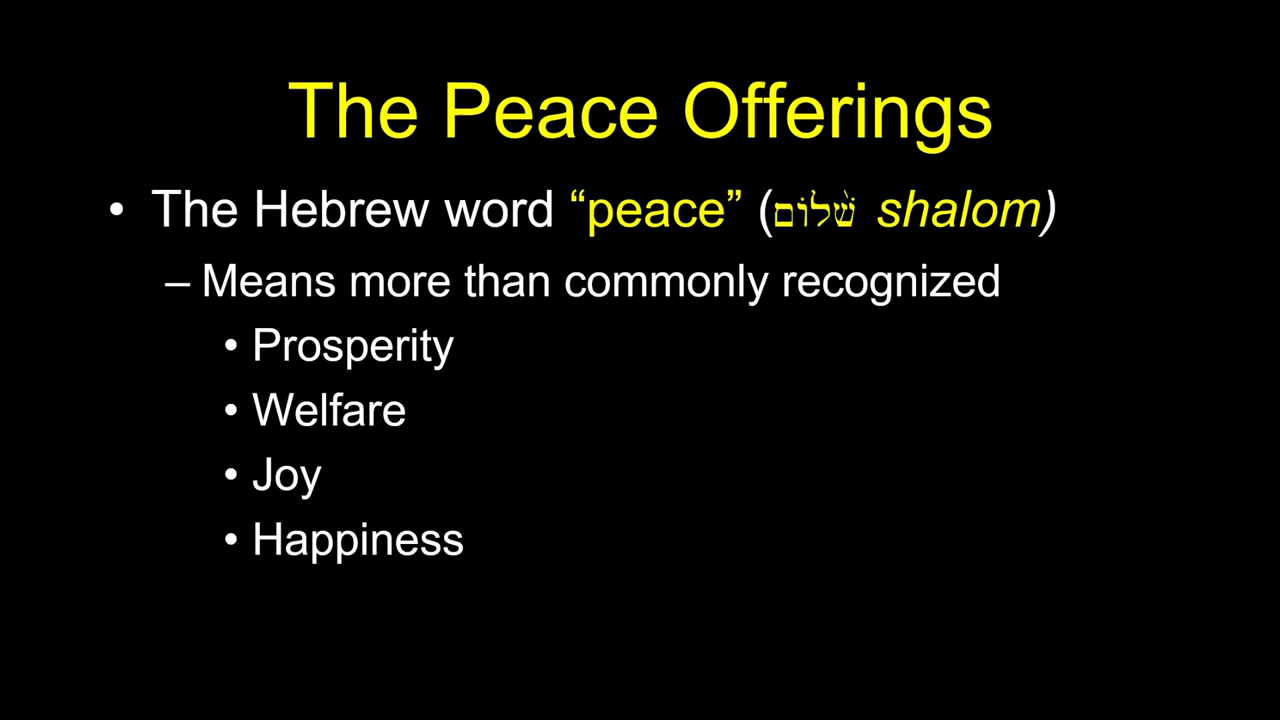 The Peace Offerings
• The Hebrew word “peace” (שׁלוֹם shalom)
– Means more than commonly recognized
• Prosperity
• Welfare
• Joy
• Happiness